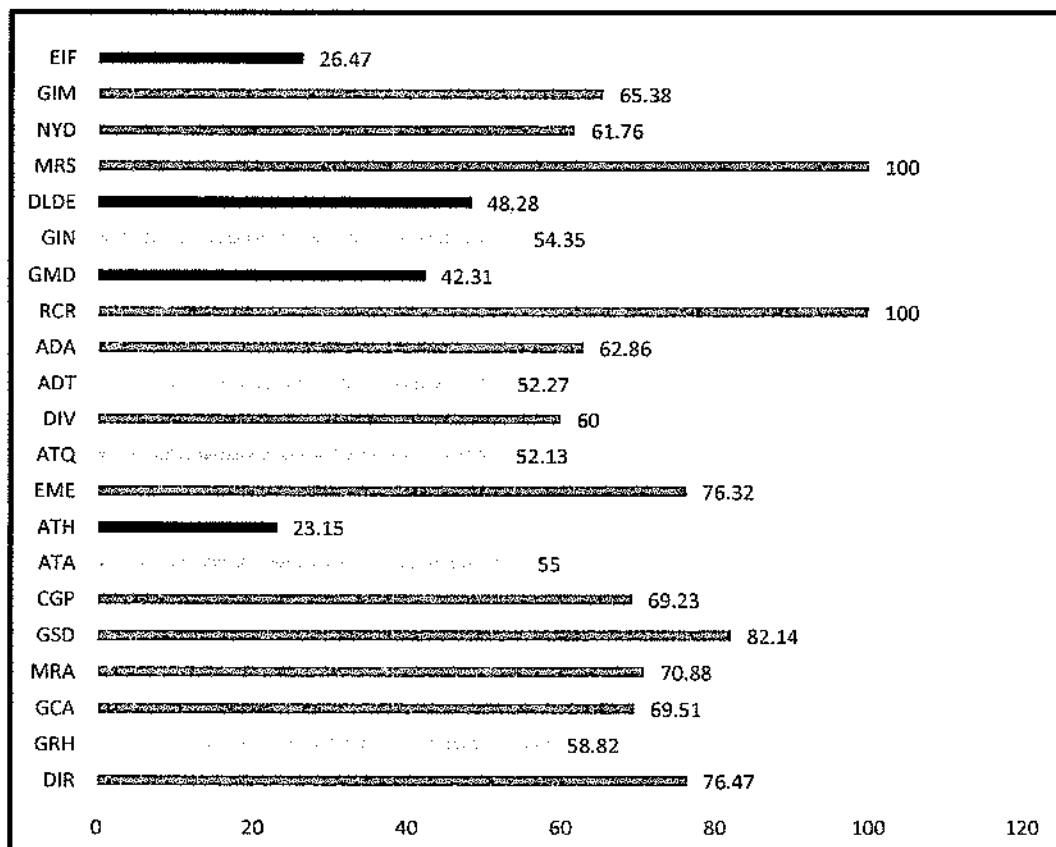 EIF 26.47
GIM 65.38
NYD 61.76
MRS 100
DLDE 48.28
GIN 54.35
GMD 42.31
RCR 100
ADA 62.86
ADT 52.27
DIV 60
ATQ 52.13
EME 76.32
ATH 23.15
ATA 55
CGP 69.23
GSD 82.14
MRA 70.88
GCA 69.51
GRH 58.82
DIR 76.47
0 20 40 60 80 100 120